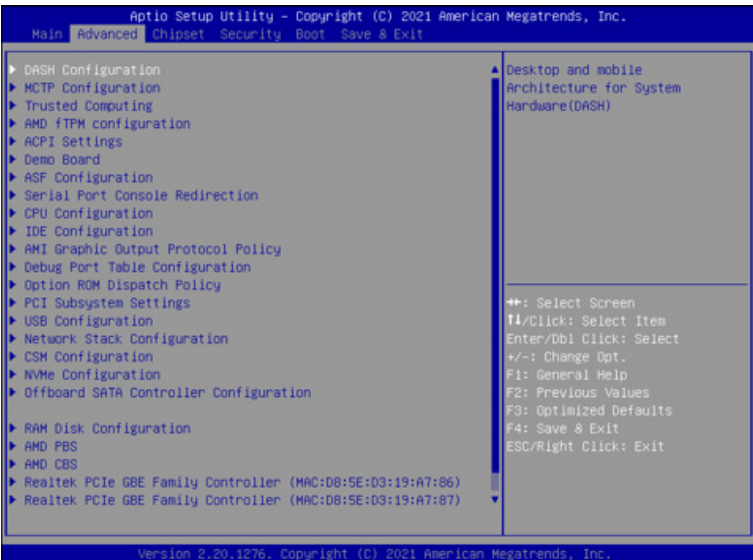 Aptio Setup Utility – Copyright (C) 2021 American Megatrends, Inc.
Main Advanced Chipset Security Boot Save & Exit
DASH Configuration
MCTP Configuration
Trusted Computing
AMD fTPM configuration
ACPI Settings
Demo Board
ASF Configuration
Serial Port Console Redirection
CPU Configuration
IDE Configuration
AMI Graphic Output Protocol Policy
Debug Port Table Configuration
Option ROM Dispatch Policy
PCI Subsystem Settings
USB Configuration
Network Stack Configuration
CSM Configuration
NVMe Configuration
Offboard SATA Controller Configuration
RAM Disk Configuration
AMD PBS
AMD CBS
Realtek PCIe GBE Family Controller (MAC:D8:5E:D3:19:A7:86)
Realtek PCIe GBE Family Controller (MAC:D8:5E:D3:19:A7:87)
Desktop and mobile
Architecture for System
Hardware(DASH)
→←: Select Screen
↑↓/Click: Select Item
Enter/Dbl Click: Select
+/-: Change Opt.
F1: General Help
F2: Previous Values
F3: Optimized Defaults
F4: Save & Exit
ESC/Right Click: Exit
Version 2.20.1276. Copyright (C) 2021 American Megatrends, Inc.